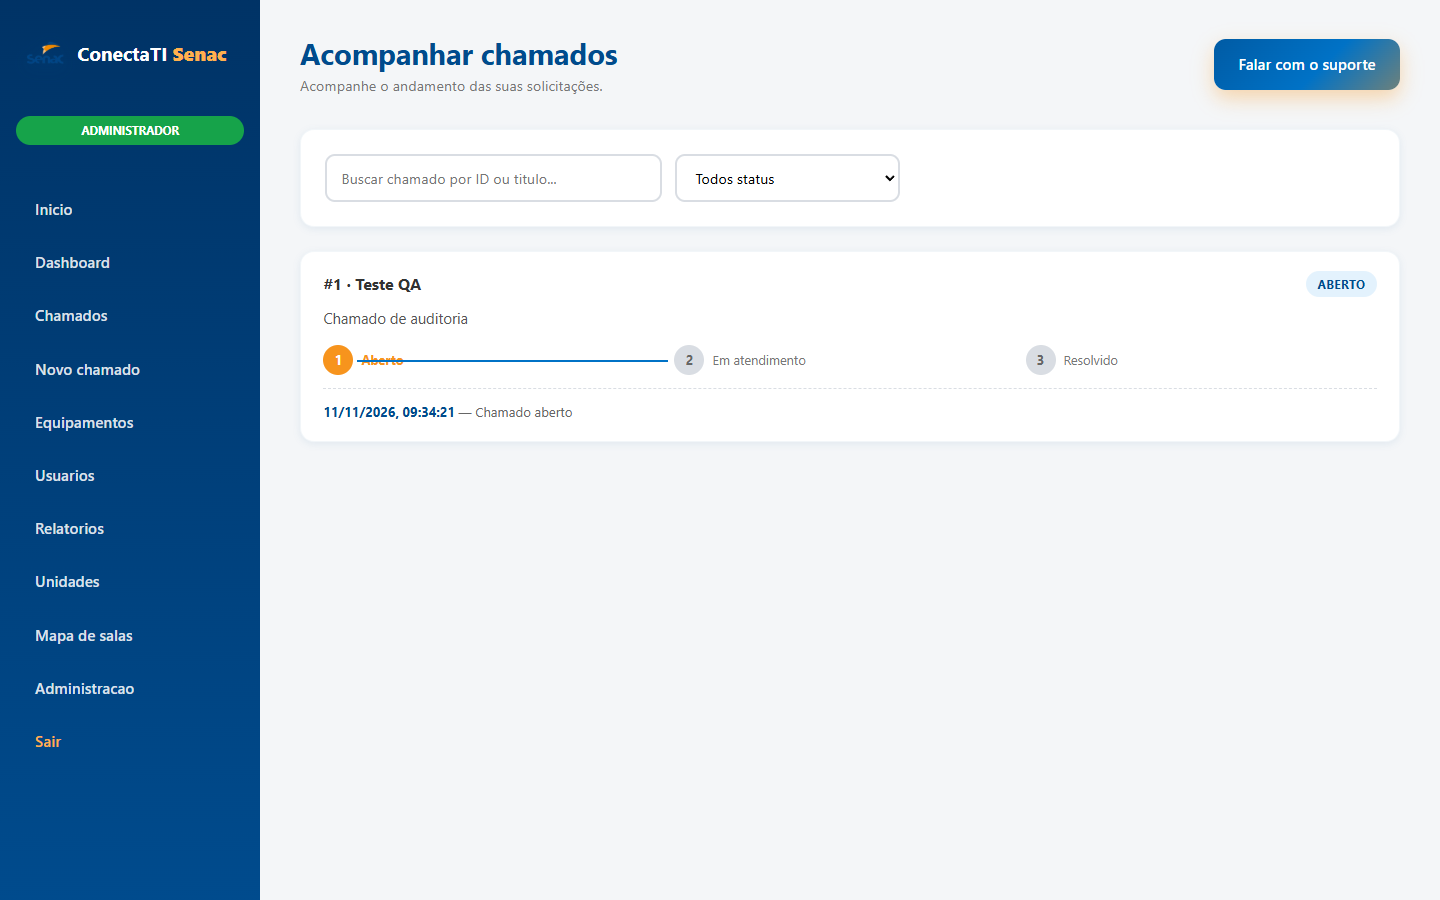 Senac
ConectaTI Senac
ADMINISTRADOR
Inicio
Dashboard
Chamados
Novo chamado
Equipamentos
Usuarios
Relatorios
Unidades
Mapa de salas
Administracao
Sair
Acompanhar chamados
Acompanhe o andamento das suas solicitações.
Falar com o suporte
Buscar chamado por ID ou titulo...
Todos status
#1 · Teste QA
ABERTO
Chamado de auditoria
1 Aberto
2 Em atendimento
3 Resolvido
11/11/2026, 09:34:21 — Chamado aberto